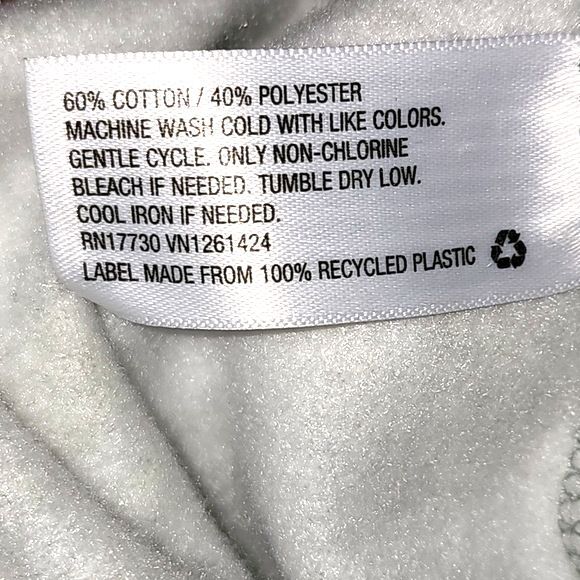 60% COTTON / 40% POLYESTER
MACHINE WASH COLD WITH LIKE COLORS.
GENTLE CYCLE. ONLY NON-CHLORINE
BLEACH IF NEEDED. TUMBLE DRY LOW.
COOL IRON IF NEEDED.
RN17730 VN1261424
LABEL MADE FROM 100% RECYCLED PLASTIC